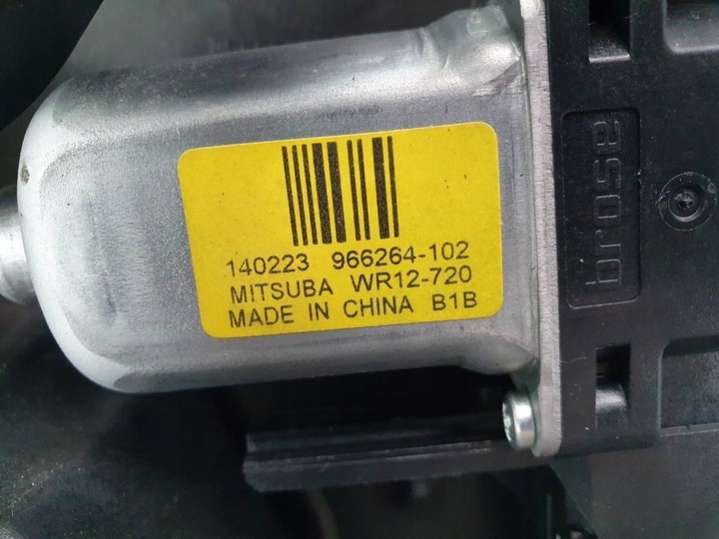 140223 966264-102
MITSUBA WR12-720
MADE IN CHINA B1B
brose